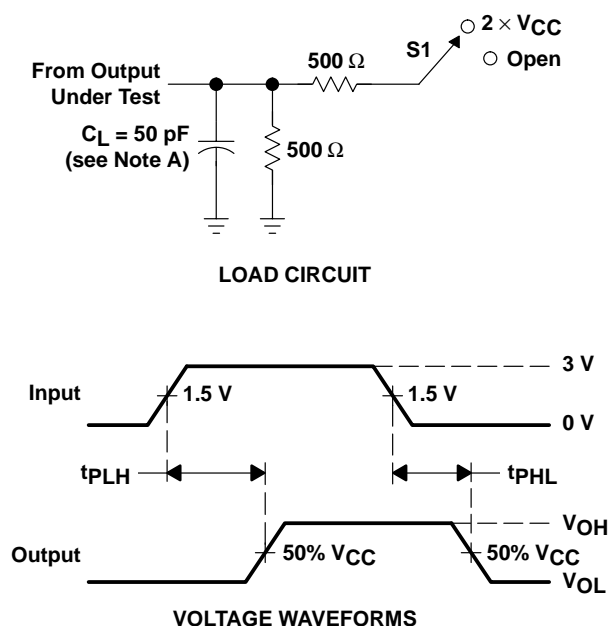 2 × VCC
S1
Open
500 Ω
From Output
Under Test
CL = 50 pF
(see Note A)
500 Ω
LOAD CIRCUIT
3 V
Input
1.5 V
1.5 V
0 V
tPLH
tPHL
VOH
Output
50% VCC
50% VCC
VOL
VOLTAGE WAVEFORMS